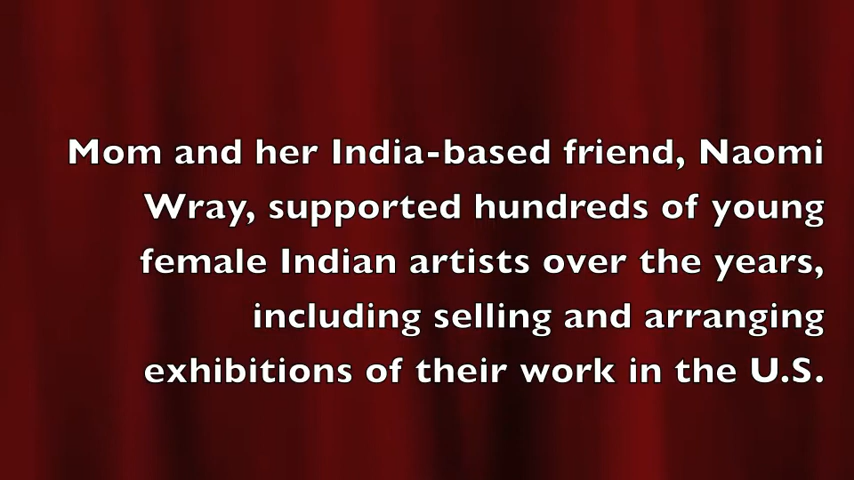 Mom and her India-based friend, Naomi
Wray, supported hundreds of young
female Indian artists over the years,
including selling and arranging
exhibitions of their work in the U.S.